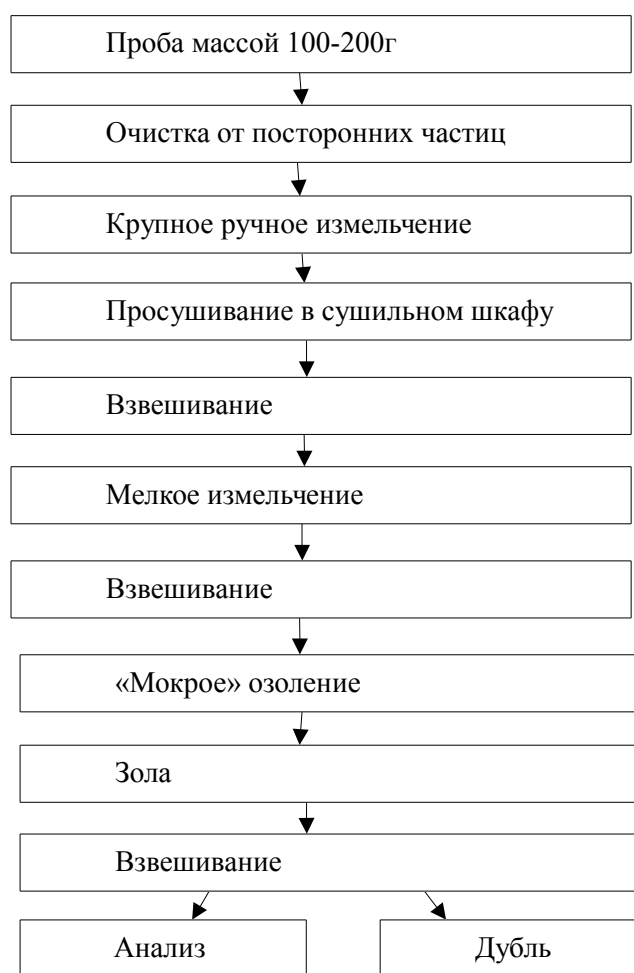 Проба массой 100-200г
Очистка от посторонних частиц
Крупное ручное измельчение
Просушивание в сушильном шкафу
Взвешивание
Мелкое измельчение
Взвешивание
«Мокрое» озоление
Зола
Взвешивание
Анализ
Дубль